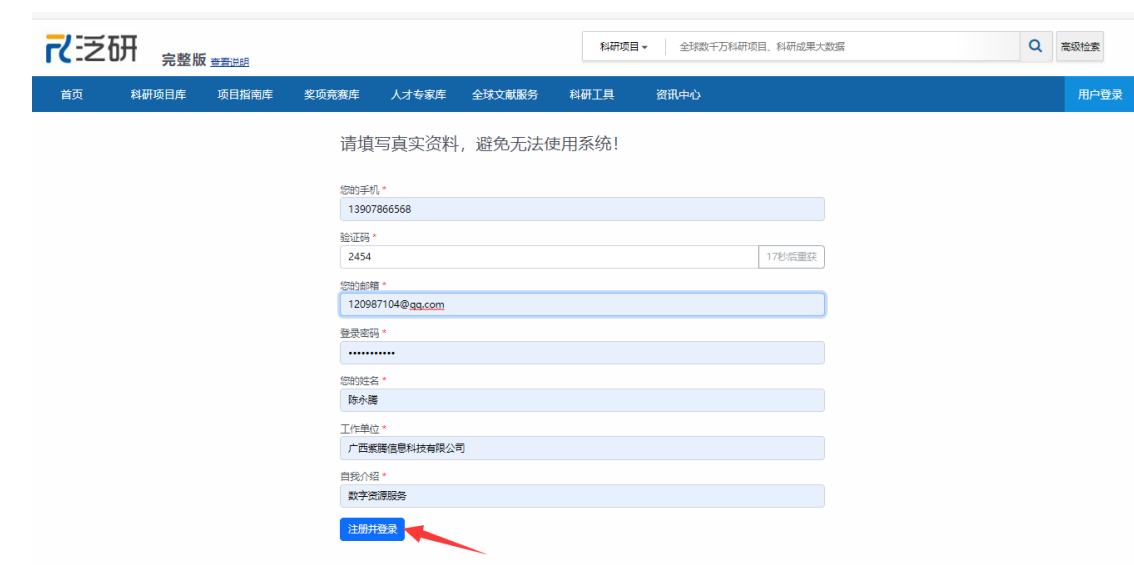 泛研 完整版 查看说明
科研项目 全球数千万科研项目、科研成果大数据 高级检索
首页 科研项目库 项目指南库 奖项竞赛库 人才专家库 全球文献服务 科研工具 资讯中心 用户登录
请填写真实资料，避免无法使用系统！
您的手机 *
13907866568
验证码 *
2454 17秒后重获
您的邮箱 *
120987104@qq.com
登录密码 *
•••••••••••
您的姓名 *
陈永腾
工作单位 *
广西紫腾信息科技有限公司
自我介绍 *
数字资源服务
注册并登录